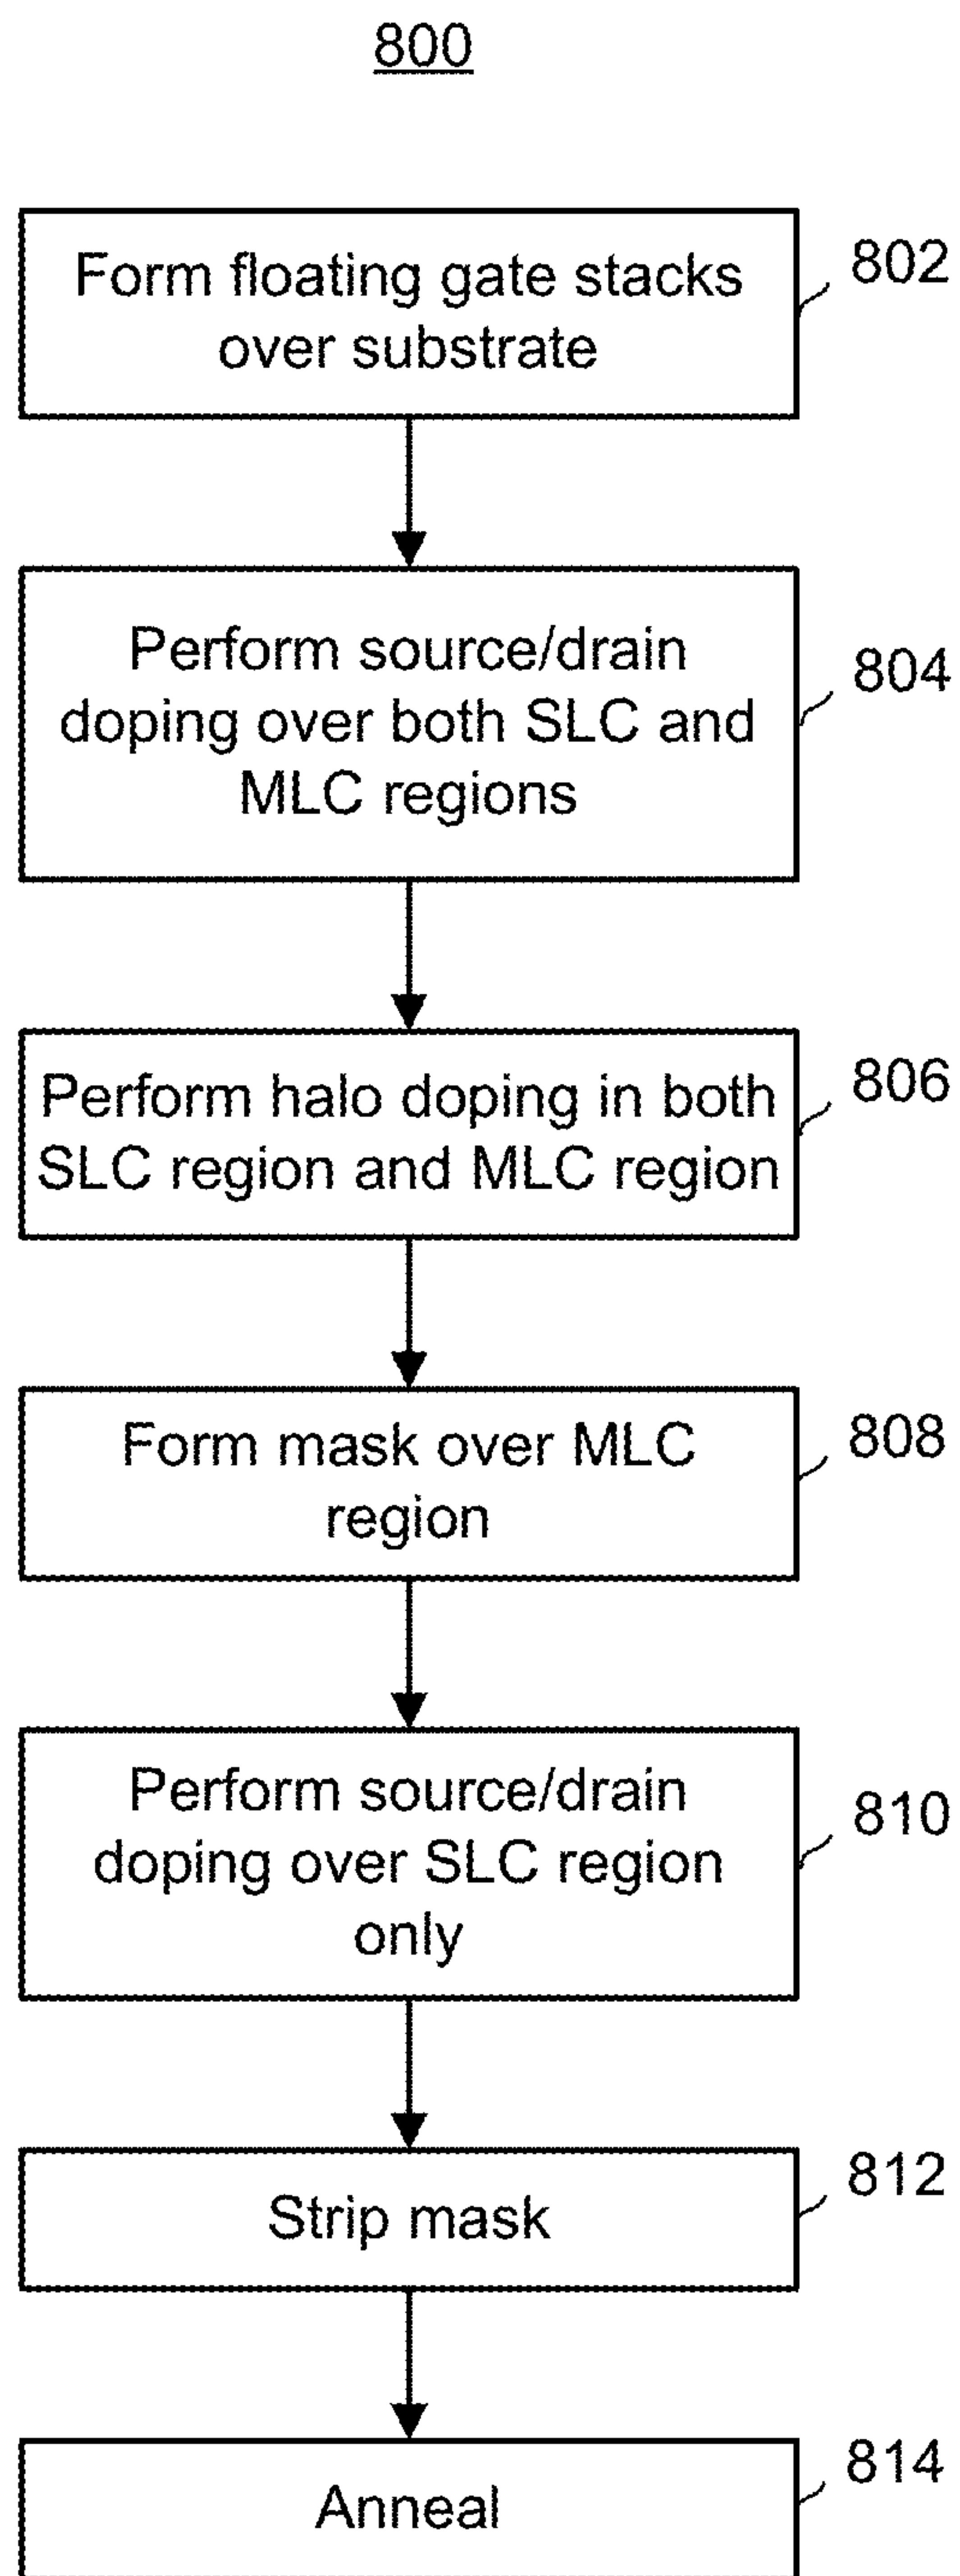 800
Form floating gate stacks
over substrate
802
Perform source/drain
doping over both SLC and
MLC regions
804
Perform halo doping in both
SLC region and MLC region
806
Form mask over MLC
region
808
Perform source/drain
doping over SLC region
only
810
Strip mask
812
Anneal
814